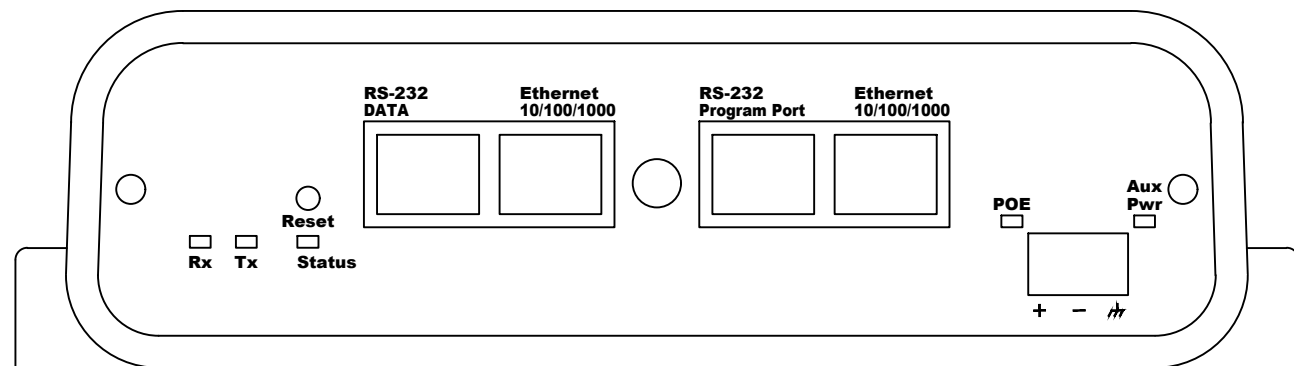 RS-232
DATA
Ethernet
10/100/1000
RS-232
Program Port
Ethernet
10/100/1000
Reset
Rx
Tx
Status
POE
Aux
Pwr
+ −